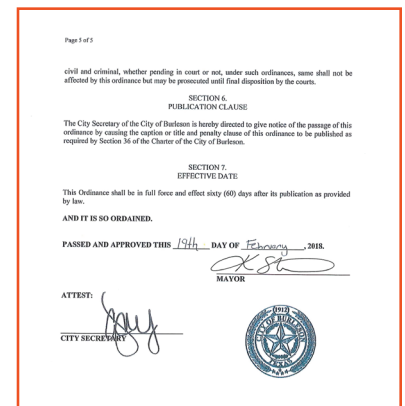 Page 5 of 5
civil and criminal, whether pending in court or not, under such ordinances, same shall not be
affected by this ordinance but may be prosecuted until final disposition by the courts.
SECTION 6.
PUBLICATION CLAUSE
The City Secretary of the City of Burleson is hereby directed to give notice of the passage of this
ordinance by causing the caption or title and penalty clause of this ordinance to be published as
required by Section 36 of the Charter of the City of Burleson.
SECTION 7.
EFFECTIVE DATE
This Ordinance shall be in full force and effect sixty (60) days after its publication as provided
by law.
AND IT IS SO ORDAINED.
PASSED AND APPROVED THIS 19th DAY OF February, 2018.
MAYOR
ATTEST:
CITY SECRETARY
1912
CITY OF BURLESON
TEXAS